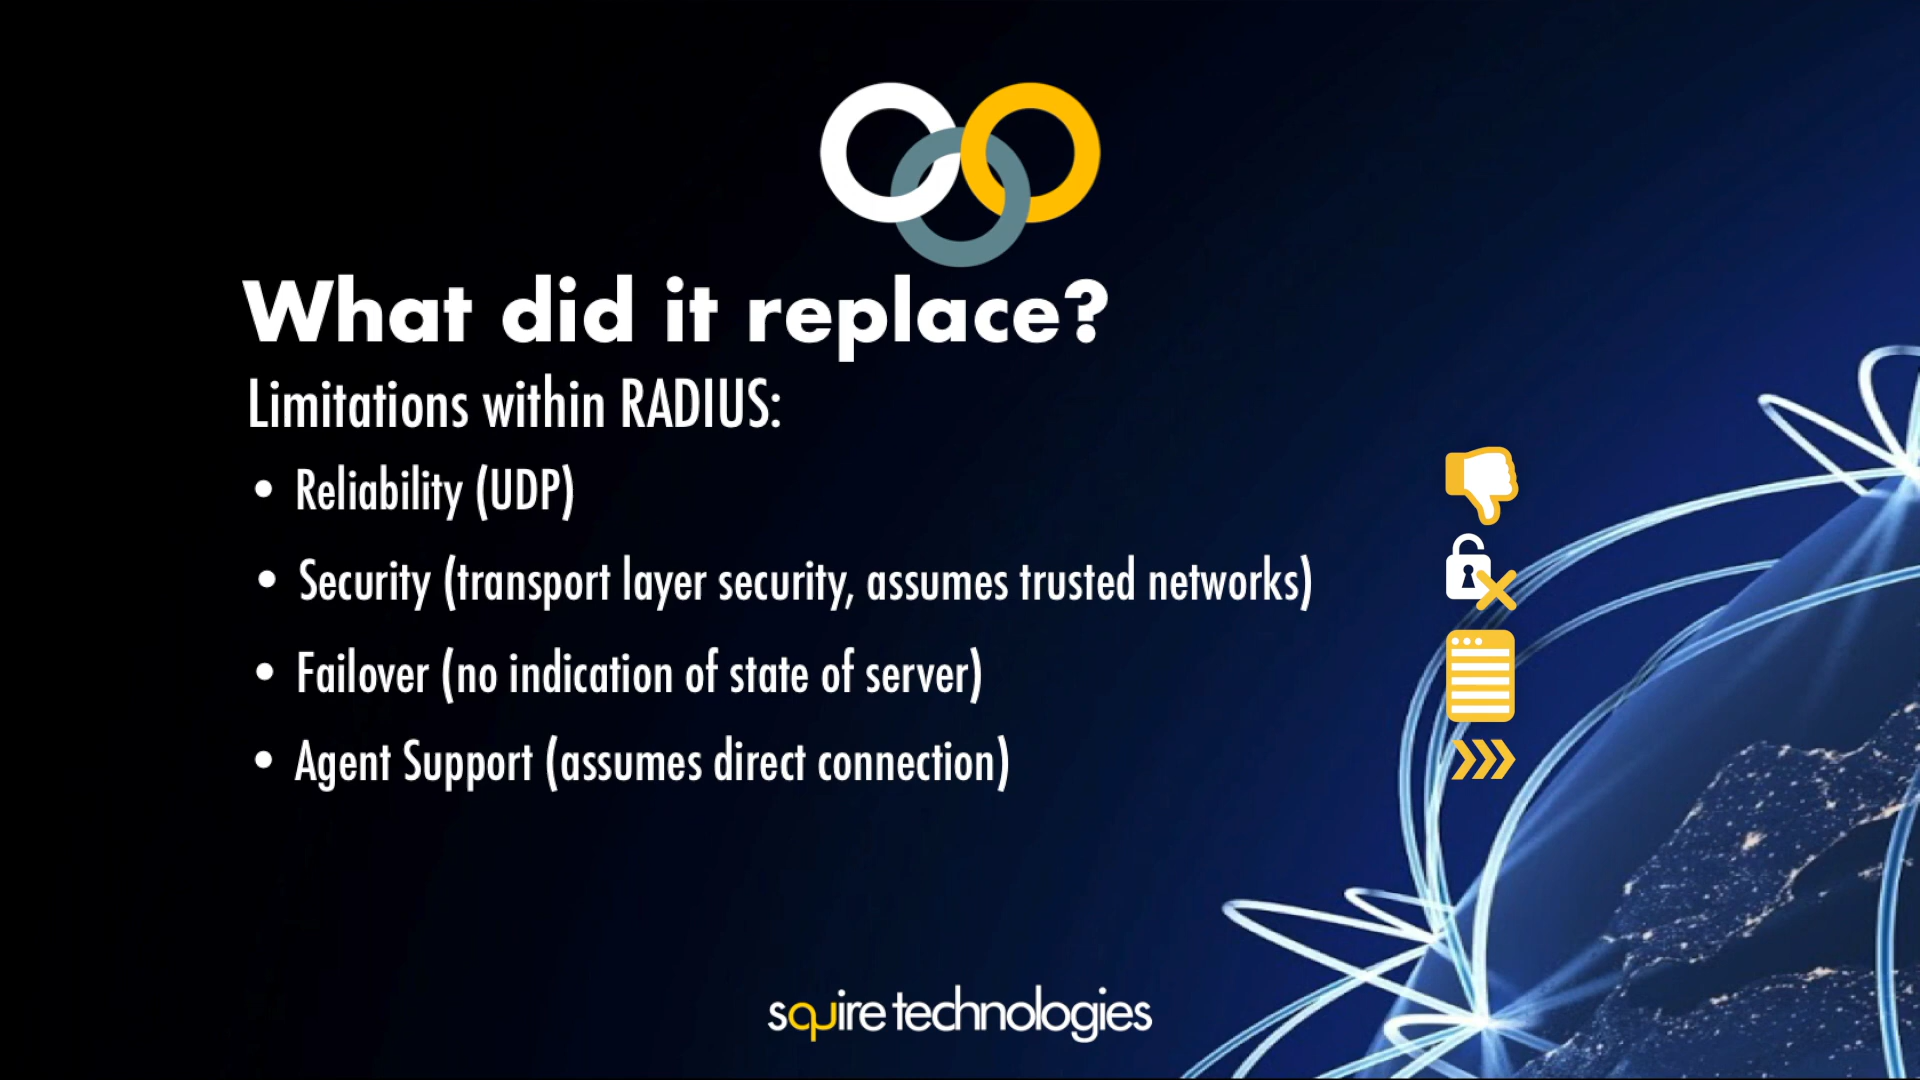 What did it replace?
Limitations within RADIUS:
• Reliability (UDP)
• Security (transport layer security, assumes trusted networks)
• Failover (no indication of state of server)
• Agent Support (assumes direct connection)
squire technologies